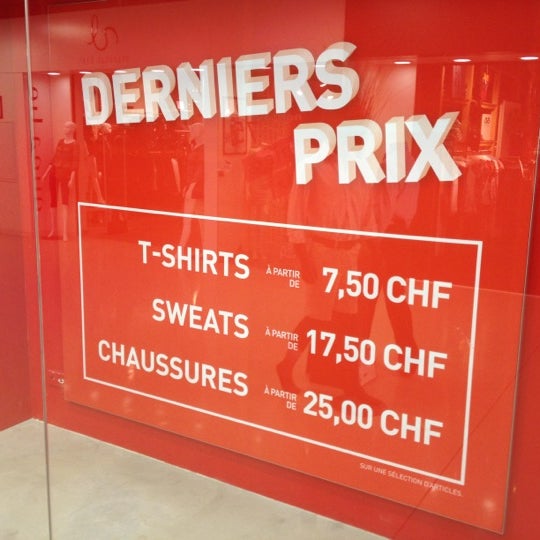 DERNIERS
PRIX
T-SHIRTS À PARTIR DE 7,50 CHF
SWEATS À PARTIR DE 17,50 CHF
CHAUSSURES À PARTIR DE 25,00 CHF
SUR UNE SÉLECTION D'ARTICLES.